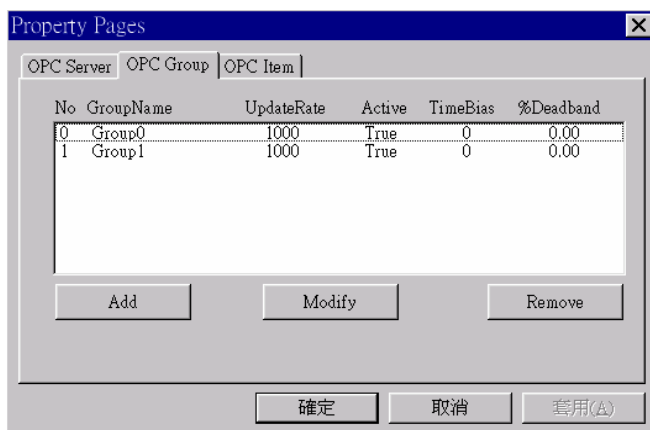 Property Pages
OPC Server OPC Group OPC Item
No GroupName UpdateRate Active TimeBias %Deadband
0 Group0 1000 True 0 0.00
1 Group1 1000 True 0 0.00
Add Modify Remove
確定 取消 套用(A)